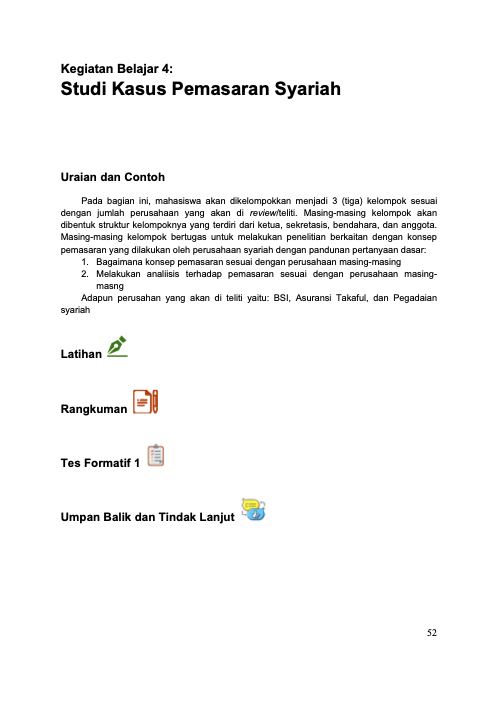 Kegiatan Belajar 4:
Studi Kasus Pemasaran Syariah
Uraian dan Contoh
Pada bagian ini, mahasiswa akan dikelompokkan menjadi 3 (tiga) kelompok sesuai
dengan jumlah perusahaan yang akan di review/teliti. Masing-masing kelompok akan
dibentuk struktur kelompoknya yang terdiri dari ketua, sekretasis, bendahara, dan anggota.
Masing-masing kelompok bertugas untuk melakukan penelitian berkaitan dengan konsep
pemasaran yang dilakukan oleh perusahaan syariah dengan pandunan pertanyaan dasar:
1. Bagaimana konsep pemasaran sesuai dengan perusahaan masing-masing
2. Melakukan analiisis terhadap pemasaran sesuai dengan perusahaan masing-
masng
Adapun perusahan yang akan di teliti yaitu: BSI, Asuransi Takaful, dan Pegadaian
syariah
Latihan
Rangkuman
Tes Formatif 1
Umpan Balik dan Tindak Lanjut
52